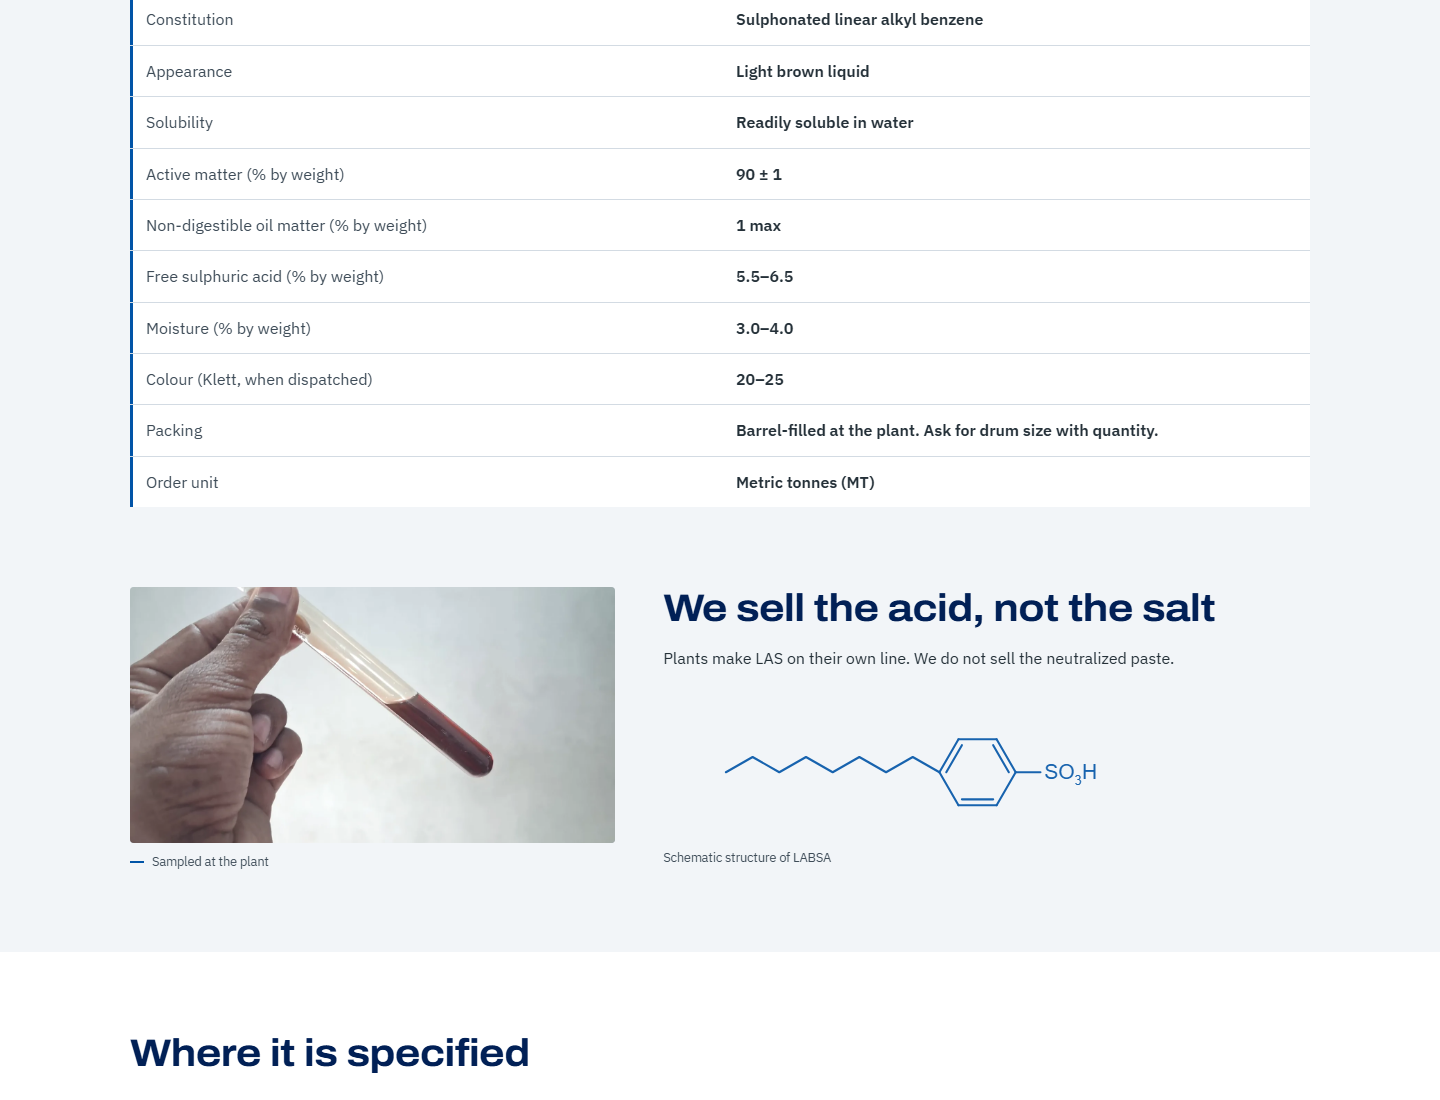 Constitution Sulphonated linear alkyl benzene
Appearance Light brown liquid
Solubility Readily soluble in water
Active matter (% by weight) 90 ± 1
Non-digestible oil matter (% by weight) 1 max
Free sulphuric acid (% by weight) 5.5–6.5
Moisture (% by weight) 3.0–4.0
Colour (Klett, when dispatched) 20–25
Packing Barrel-filled at the plant. Ask for drum size with quantity.
Order unit Metric tonnes (MT)
Sampled at the plant
We sell the acid, not the salt
Plants make LAS on their own line. We do not sell the neutralized paste.
SO₃H
Schematic structure of LABSA
Where it is specified